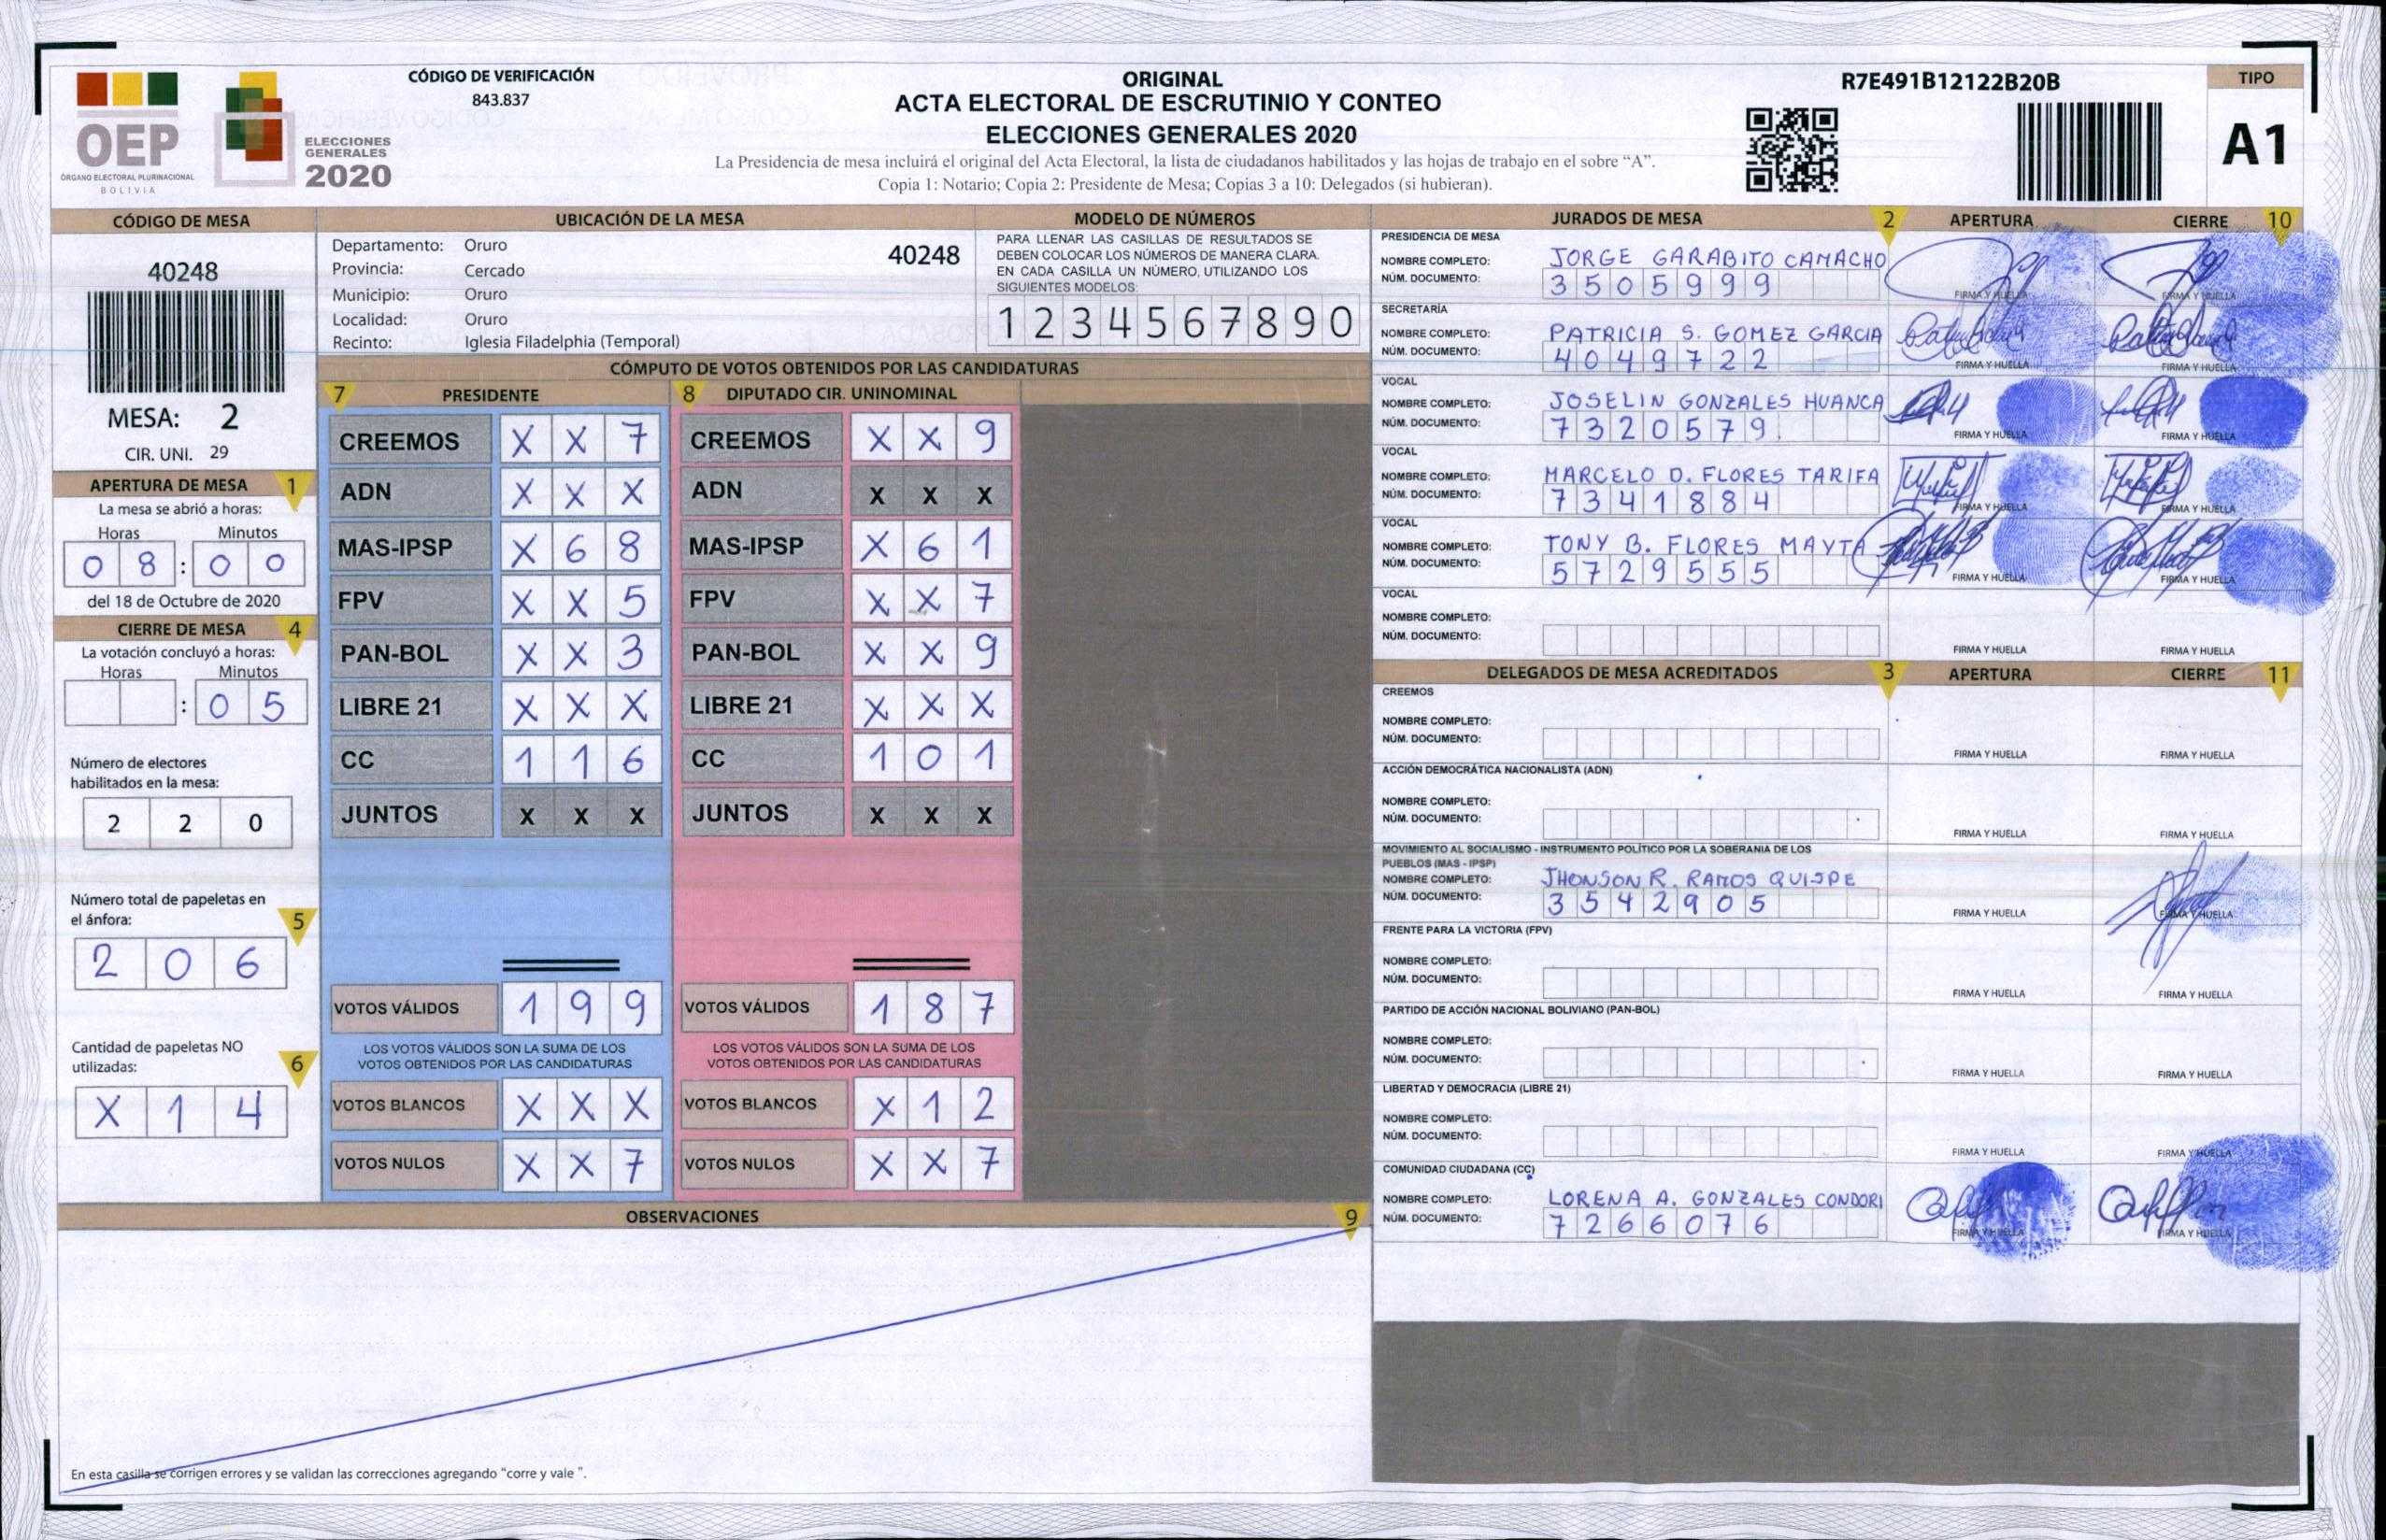 OEP
ÓRGANO ELECTORAL PLURINACIONAL
BOLIVIA
ELECCIONES
GENERALES
2020
CÓDIGO DE VERIFICACIÓN
843.837
ORIGINAL
ACTA ELECTORAL DE ESCRUTINIO Y CONTEO
ELECCIONES GENERALES 2020
La Presidencia de mesa incluirá el original del Acta Electoral, la lista de ciudadanos habilitados y las hojas de trabajo en el sobre “A”.
Copia 1: Notario; Copia 2: Presidente de Mesa; Copias 3 a 10: Delegados (si hubieran).
R7E491B12122B20B
TIPO
A1
CÓDIGO DE MESA
40248
MESA: 2
CIR. UNI. 29
APERTURA DE MESA 1
La mesa se abrió a horas:
Horas Minutos
0 8 : 0 0
del 18 de Octubre de 2020
CIERRE DE MESA 4
La votación concluyó a horas:
Horas Minutos
: 0 5
Número de electores
habilitados en la mesa:
2 2 0
Número total de papeletas en
el ánfora: 5
2 0 6
Cantidad de papeletas NO
utilizadas: 6
X 1 4
UBICACIÓN DE LA MESA
Departamento: Oruro 40248
Provincia: Cercado
Municipio: Oruro
Localidad: Oruro
Recinto: Iglesia Filadelphia (Temporal)
MODELO DE NÚMEROS
PARA LLENAR LAS CASILLAS DE RESULTADOS SE
DEBEN COLOCAR LOS NÚMEROS DE MANERA CLARA.
EN CADA CASILLA UN NÚMERO, UTILIZANDO LOS
SIGUIENTES MODELOS:
1 2 3 4 5 6 7 8 9 0
CÓMPUTO DE VOTOS OBTENIDOS POR LAS CANDIDATURAS
7 PRESIDENTE 8 DIPUTADO CIR. UNINOMINAL
CREEMOS X X 7 CREEMOS X X 9
ADN X X X ADN X X X
MAS-IPSP X 6 8 MAS-IPSP X 6 1
FPV X X 5 FPV X X 7
PAN-BOL X X 3 PAN-BOL X X 9
LIBRE 21 X X X LIBRE 21 X X X
CC 1 1 6 CC 1 0 1
JUNTOS X X X JUNTOS X X X
VOTOS VÁLIDOS 1 9 9 VOTOS VÁLIDOS 1 8 7
LOS VOTOS VÁLIDOS SON LA SUMA DE LOS LOS VOTOS VÁLIDOS SON LA SUMA DE LOS
VOTOS OBTENIDOS POR LAS CANDIDATURAS VOTOS OBTENIDOS POR LAS CANDIDATURAS
VOTOS BLANCOS X X X VOTOS BLANCOS X 1 2
VOTOS NULOS X X 7 VOTOS NULOS X X 7
OBSERVACIONES 9
En esta casilla se corrigen errores y se validan las correcciones agregando “corre y vale ”.
JURADOS DE MESA 2 APERTURA CIERRE 10
PRESIDENCIA DE MESA
NOMBRE COMPLETO: JORGE GARABITO CAMACHO
NÚM. DOCUMENTO: 3505999 FIRMA Y HUELLA FIRMA Y HUELLA
SECRETARÍA
NOMBRE COMPLETO: PATRICIA S. GOMEZ GARCIA
NÚM. DOCUMENTO: 4049722 FIRMA Y HUELLA FIRMA Y HUELLA
VOCAL
NOMBRE COMPLETO: JOSELIN GONZALES HUANCA
NÚM. DOCUMENTO: 7320579 FIRMA Y HUELLA FIRMA Y HUELLA
VOCAL
NOMBRE COMPLETO: MARCELO D. FLORES TARIFA
NÚM. DOCUMENTO: 7341884 FIRMA Y HUELLA FIRMA Y HUELLA
VOCAL
NOMBRE COMPLETO: TONY B. FLORES MAYTA
NÚM. DOCUMENTO: 5729555 FIRMA Y HUELLA FIRMA Y HUELLA
VOCAL
NOMBRE COMPLETO:
NÚM. DOCUMENTO: FIRMA Y HUELLA FIRMA Y HUELLA
DELEGADOS DE MESA ACREDITADOS 3 APERTURA CIERRE 11
CREEMOS
NOMBRE COMPLETO:
NÚM. DOCUMENTO: FIRMA Y HUELLA FIRMA Y HUELLA
ACCIÓN DEMOCRÁTICA NACIONALISTA (ADN)
NOMBRE COMPLETO:
NÚM. DOCUMENTO: FIRMA Y HUELLA FIRMA Y HUELLA
MOVIMIENTO AL SOCIALISMO - INSTRUMENTO POLÍTICO POR LA SOBERANIA DE LOS
PUEBLOS (MAS - IPSP)
NOMBRE COMPLETO: JHONSON R. RAMOS QUISPE
NÚM. DOCUMENTO: 3542905 FIRMA Y HUELLA FIRMA Y HUELLA
FRENTE PARA LA VICTORIA (FPV)
NOMBRE COMPLETO:
NÚM. DOCUMENTO: FIRMA Y HUELLA FIRMA Y HUELLA
PARTIDO DE ACCIÓN NACIONAL BOLIVIANO (PAN-BOL)
NOMBRE COMPLETO:
NÚM. DOCUMENTO: FIRMA Y HUELLA FIRMA Y HUELLA
LIBERTAD Y DEMOCRACIA (LIBRE 21)
NOMBRE COMPLETO:
NÚM. DOCUMENTO: FIRMA Y HUELLA FIRMA Y HUELLA
COMUNIDAD CIUDADANA (CC)
NOMBRE COMPLETO: LORENA A. GONZALES CONDORI
NÚM. DOCUMENTO: 7266076 FIRMA Y HUELLA FIRMA Y HUELLA